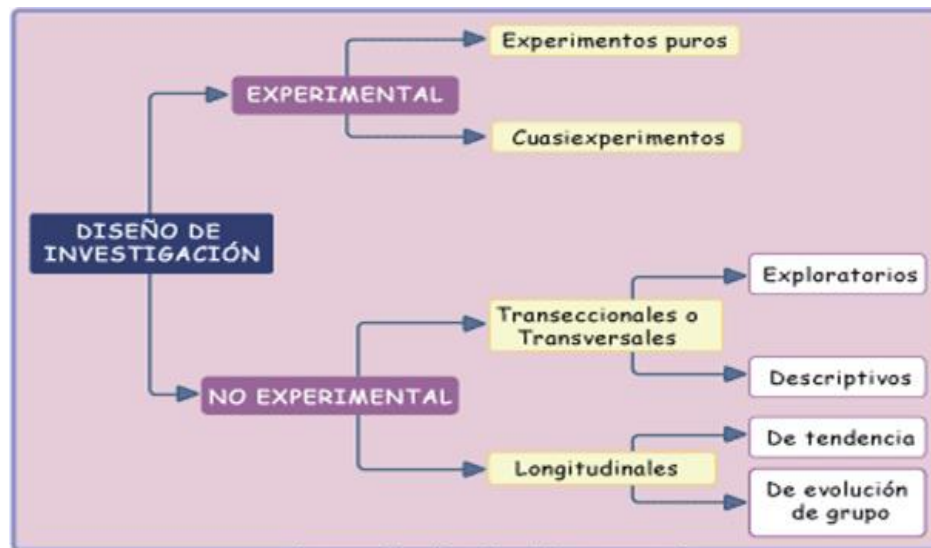 Experimentos puros
EXPERIMENTAL
Cuasiexperimentos
DISEÑO DE
INVESTIGACIÓN
Exploratorios
Transeccionales o
Transversales
Descriptivos
NO EXPERIMENTAL
De tendencia
Longitudinales
De evolución
de grupo